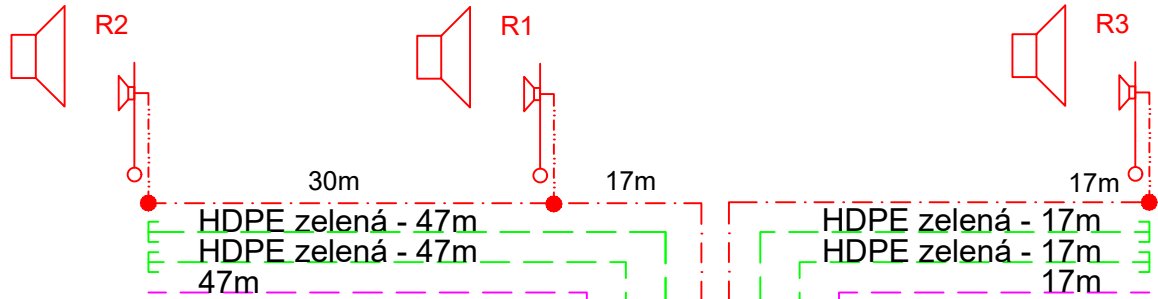 R2
R1
R3
30m
17m
17m
HDPE zelená - 47m
HDPE zelená - 17m
HDPE zelená - 47m
HDPE zelená - 17m
47m
17m